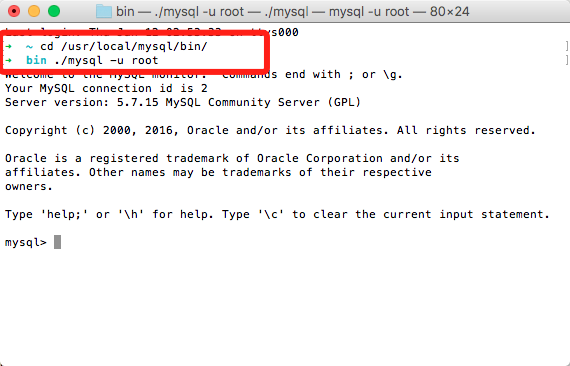 bin — ./mysql -u root — ./mysql — mysql -u root — 80×24
➜ ~ cd /usr/local/mysql/bin/
➜ bin ./mysql -u root
Welcome to the MySQL monitor. Commands end with ; or \g.
Your MySQL connection id is 2
Server version: 5.7.15 MySQL Community Server (GPL)
Copyright (c) 2000, 2016, Oracle and/or its affiliates. All rights reserved.
Oracle is a registered trademark of Oracle Corporation and/or its
affiliates. Other names may be trademarks of their respective
owners.
Type 'help;' or '\h' for help. Type '\c' to clear the current input statement.
mysql>